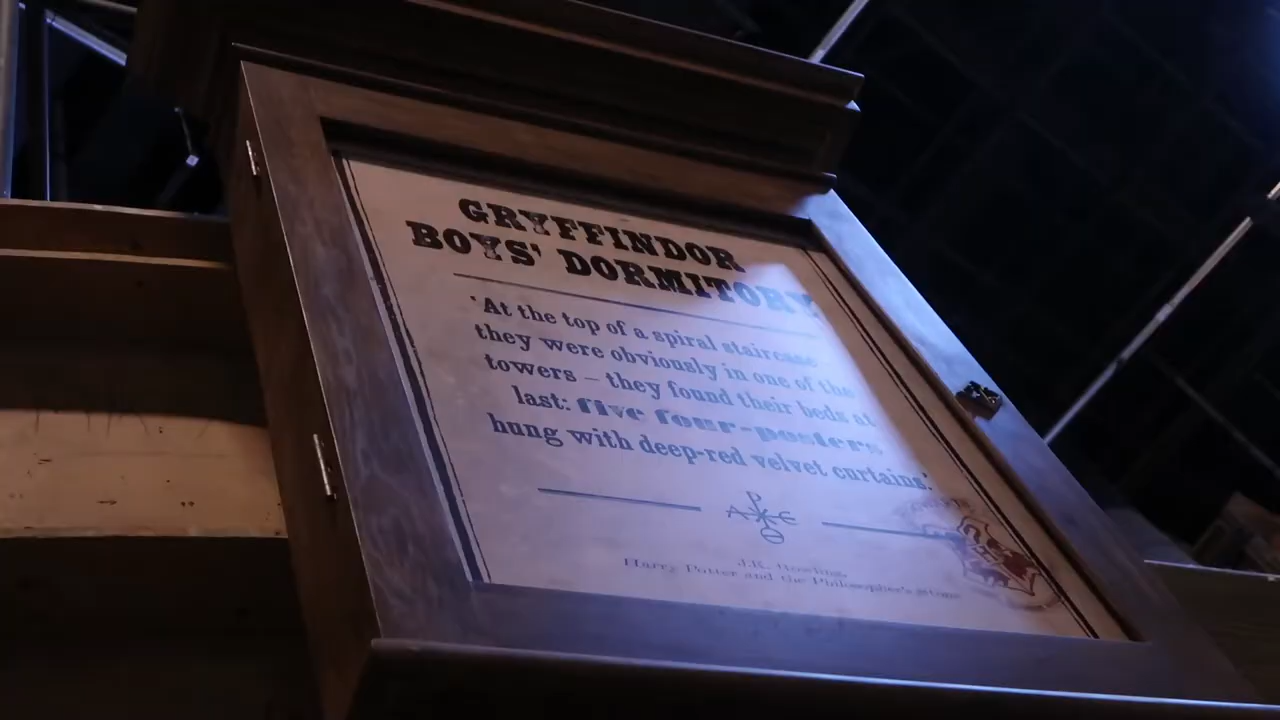 GRYFFINDOR
BOYS' DORMITORY
'At the top of a spiral staircase
they were obviously in one of the
towers – they found their beds at
last: five four-posters
hung with deep-red velvet curtains.'
J.K. Rowling,
Harry Potter and the Philosopher's Stone